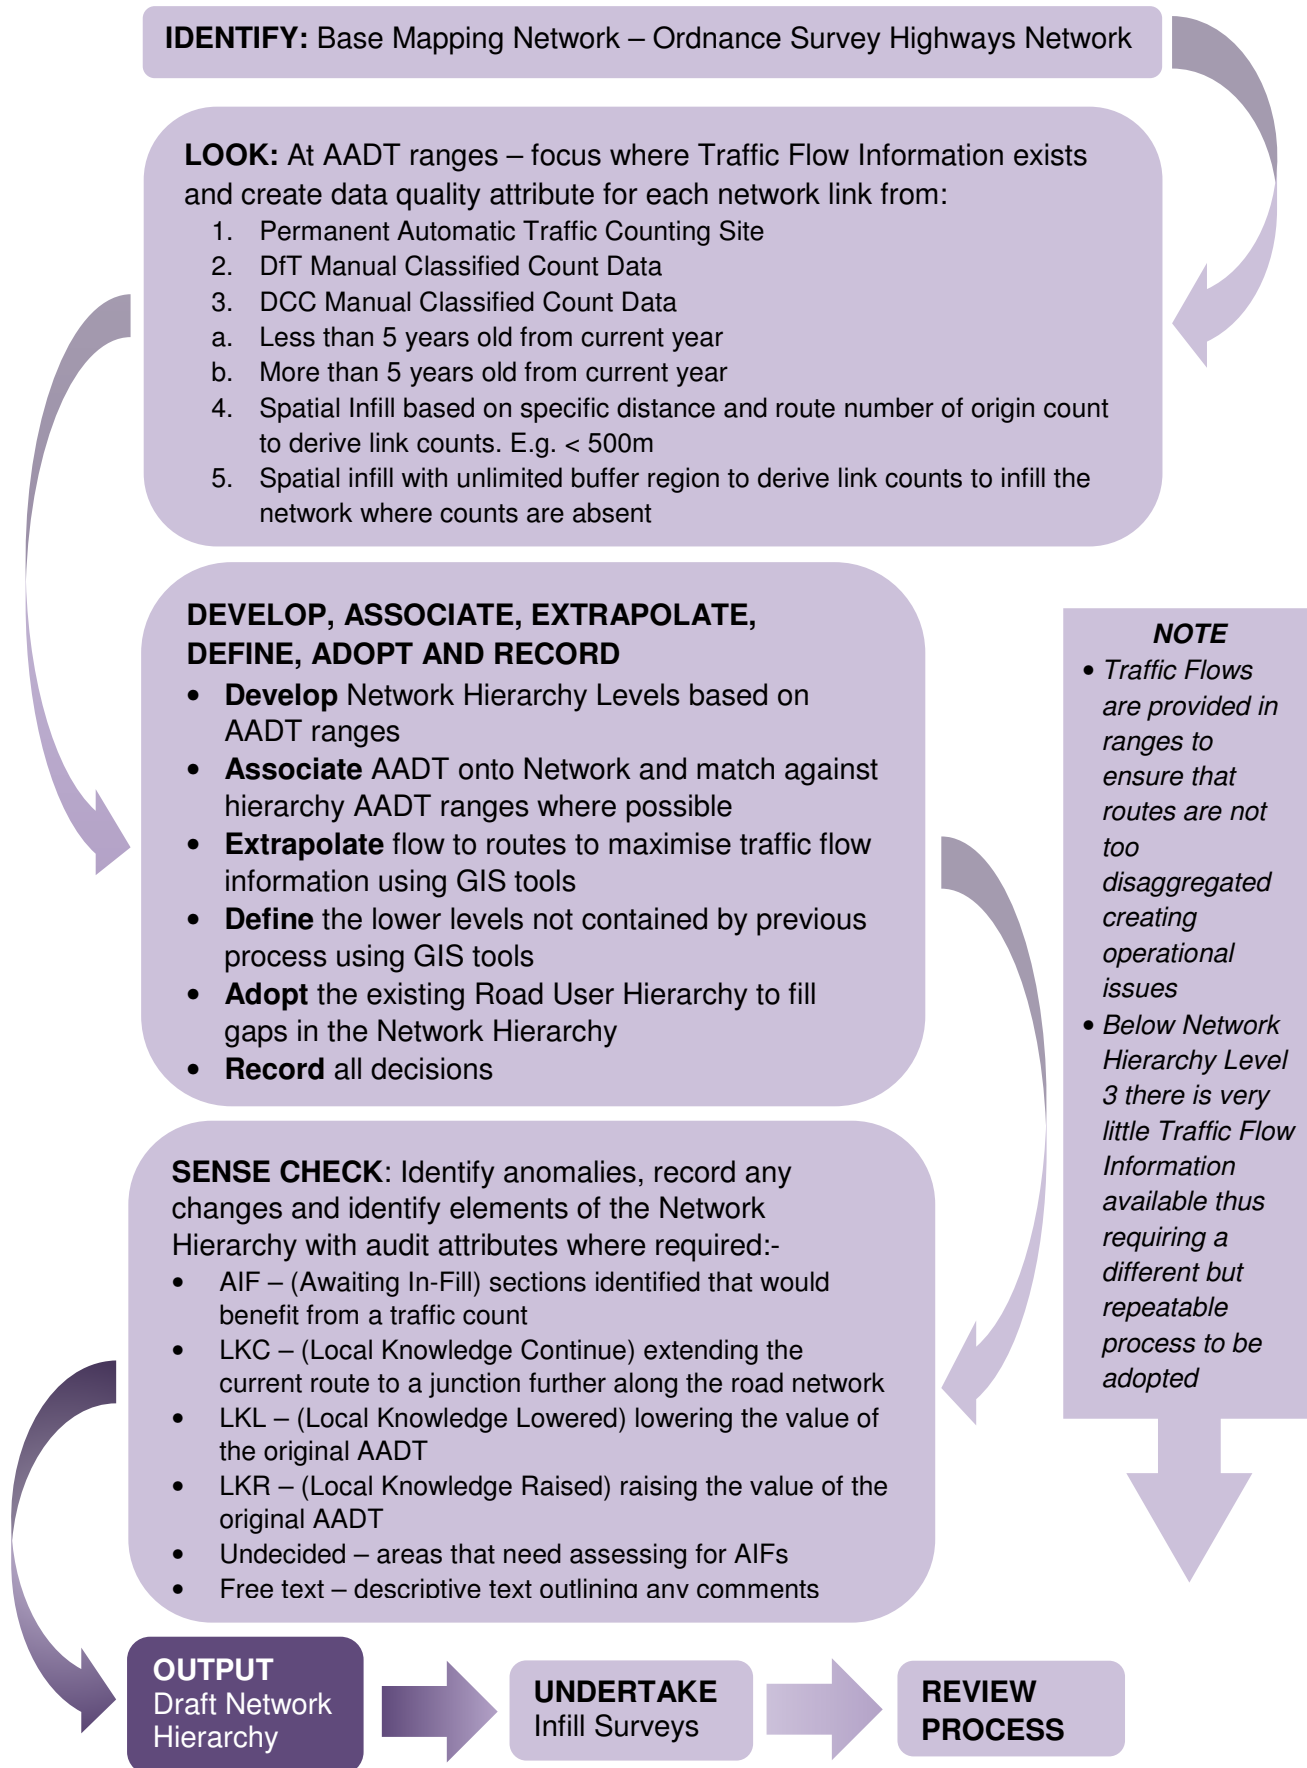 IDENTIFY: Base Mapping Network – Ordnance Survey Highways Network
LOOK: At AADT ranges – focus where Traffic Flow Information exists
and create data quality attribute for each network link from:
1. Permanent Automatic Traffic Counting Site
2. DfT Manual Classified Count Data
3. DCC Manual Classified Count Data
a. Less than 5 years old from current year
b. More than 5 years old from current year
4. Spatial Infill based on specific distance and route number of origin count
to derive link counts. E.g. < 500m
5. Spatial infill with unlimited buffer region to derive link counts to infill the
network where counts are absent
DEVELOP, ASSOCIATE, EXTRAPOLATE,
DEFINE, ADOPT AND RECORD
• Develop Network Hierarchy Levels based on
AADT ranges
• Associate AADT onto Network and match against
hierarchy AADT ranges where possible
• Extrapolate flow to routes to maximise traffic flow
information using GIS tools
• Define the lower levels not contained by previous
process using GIS tools
• Adopt the existing Road User Hierarchy to fill
gaps in the Network Hierarchy
• Record all decisions
NOTE
• Traffic Flows
are provided in
ranges to
ensure that
routes are not
too
disaggregated
creating
operational
issues
• Below Network
Hierarchy Level
3 there is very
little Traffic Flow
Information
available thus
requiring a
different but
repeatable
process to be
adopted
SENSE CHECK: Identify anomalies, record any
changes and identify elements of the Network
Hierarchy with audit attributes where required:-
• AIF – (Awaiting In-Fill) sections identified that would
benefit from a traffic count
• LKC – (Local Knowledge Continue) extending the
current route to a junction further along the road network
• LKL – (Local Knowledge Lowered) lowering the value of
the original AADT
• LKR – (Local Knowledge Raised) raising the value of the
original AADT
• Undecided – areas that need assessing for AIFs
• Free text – descriptive text outlining any comments
OUTPUT
Draft Network
Hierarchy
UNDERTAKE
Infill Surveys
REVIEW
PROCESS